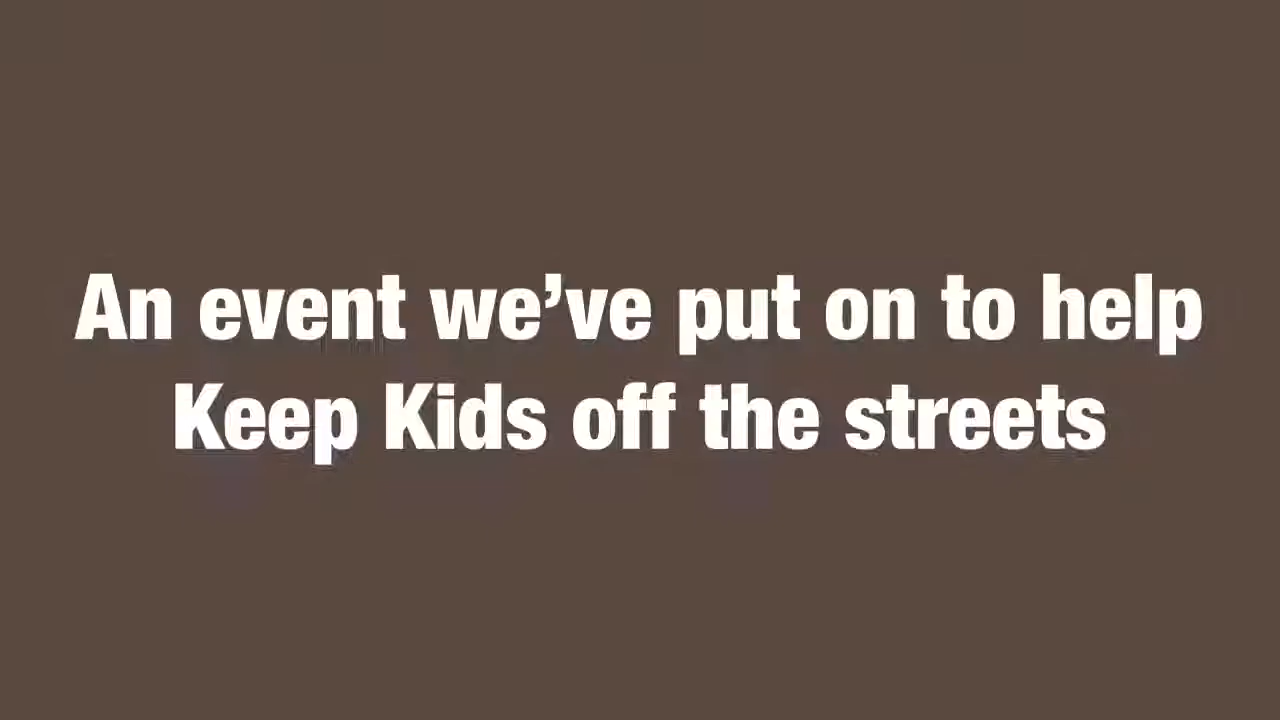 An event we’ve put on to help
Keep Kids off the streets